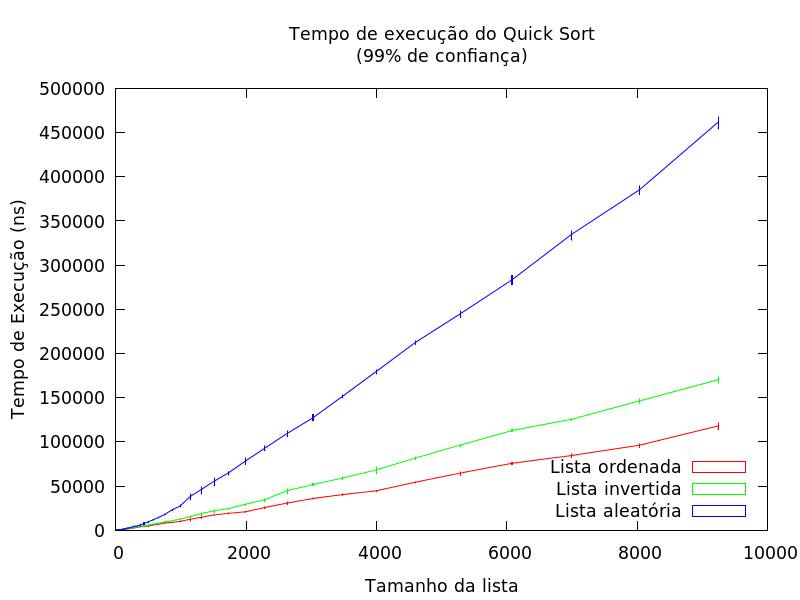 Tempo de execução do Quick Sort
(99% de confiança)
500000
450000
400000
350000
300000
250000
200000
150000
100000
50000
0
Tempo de Execução (ns)
Lista ordenada
Lista invertida
Lista aleatória
0 2000 4000 6000 8000 10000
Tamanho da lista